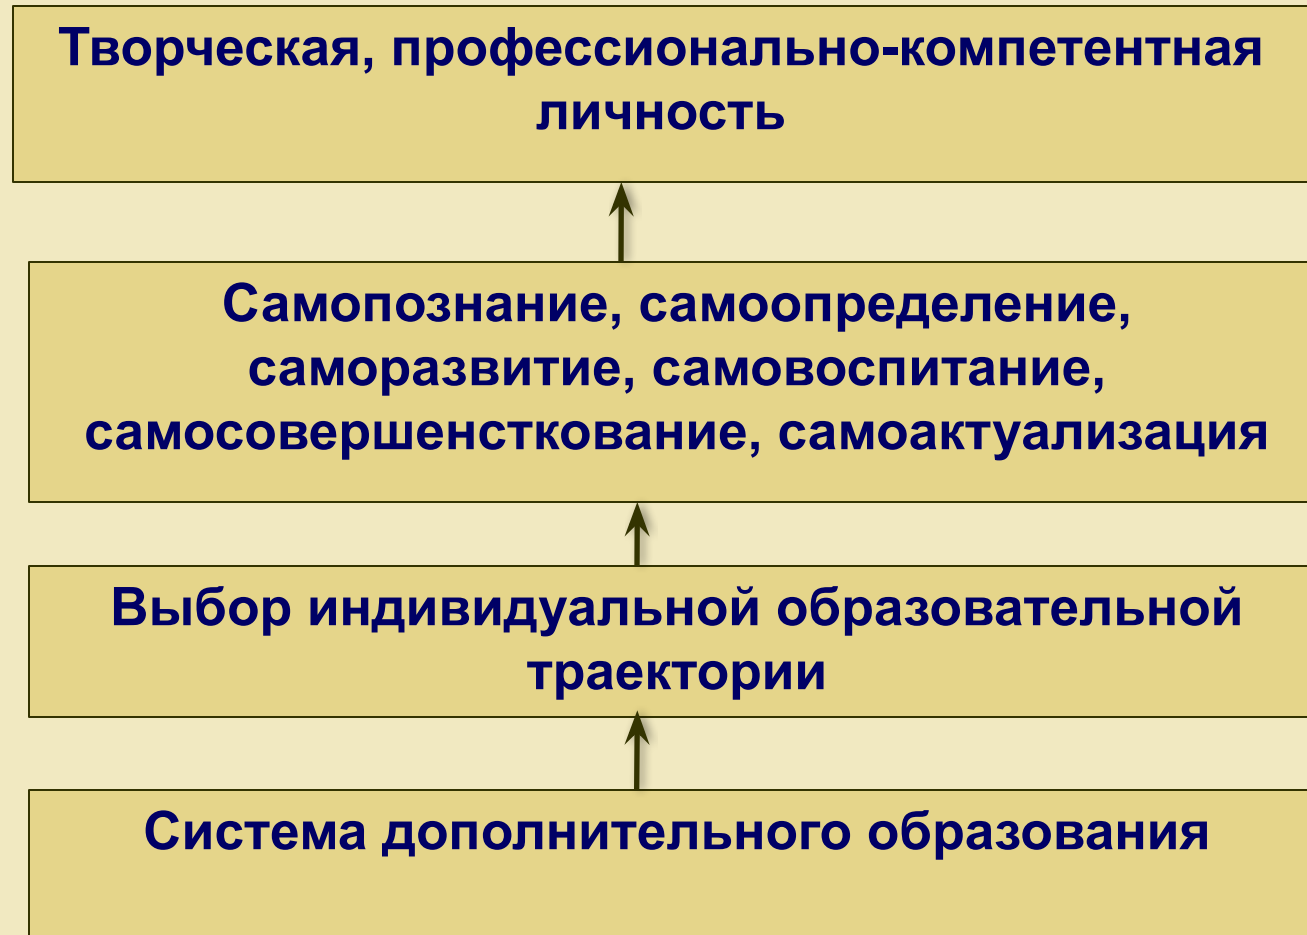 Творческая, профессионально-компетентная
личность
Самопознание, самоопределение,
саморазвитие, самовоспитание,
самосовершенсткование, самоактуализация
Выбор индивидуальной образовательной
траектории
Система дополнительного образования